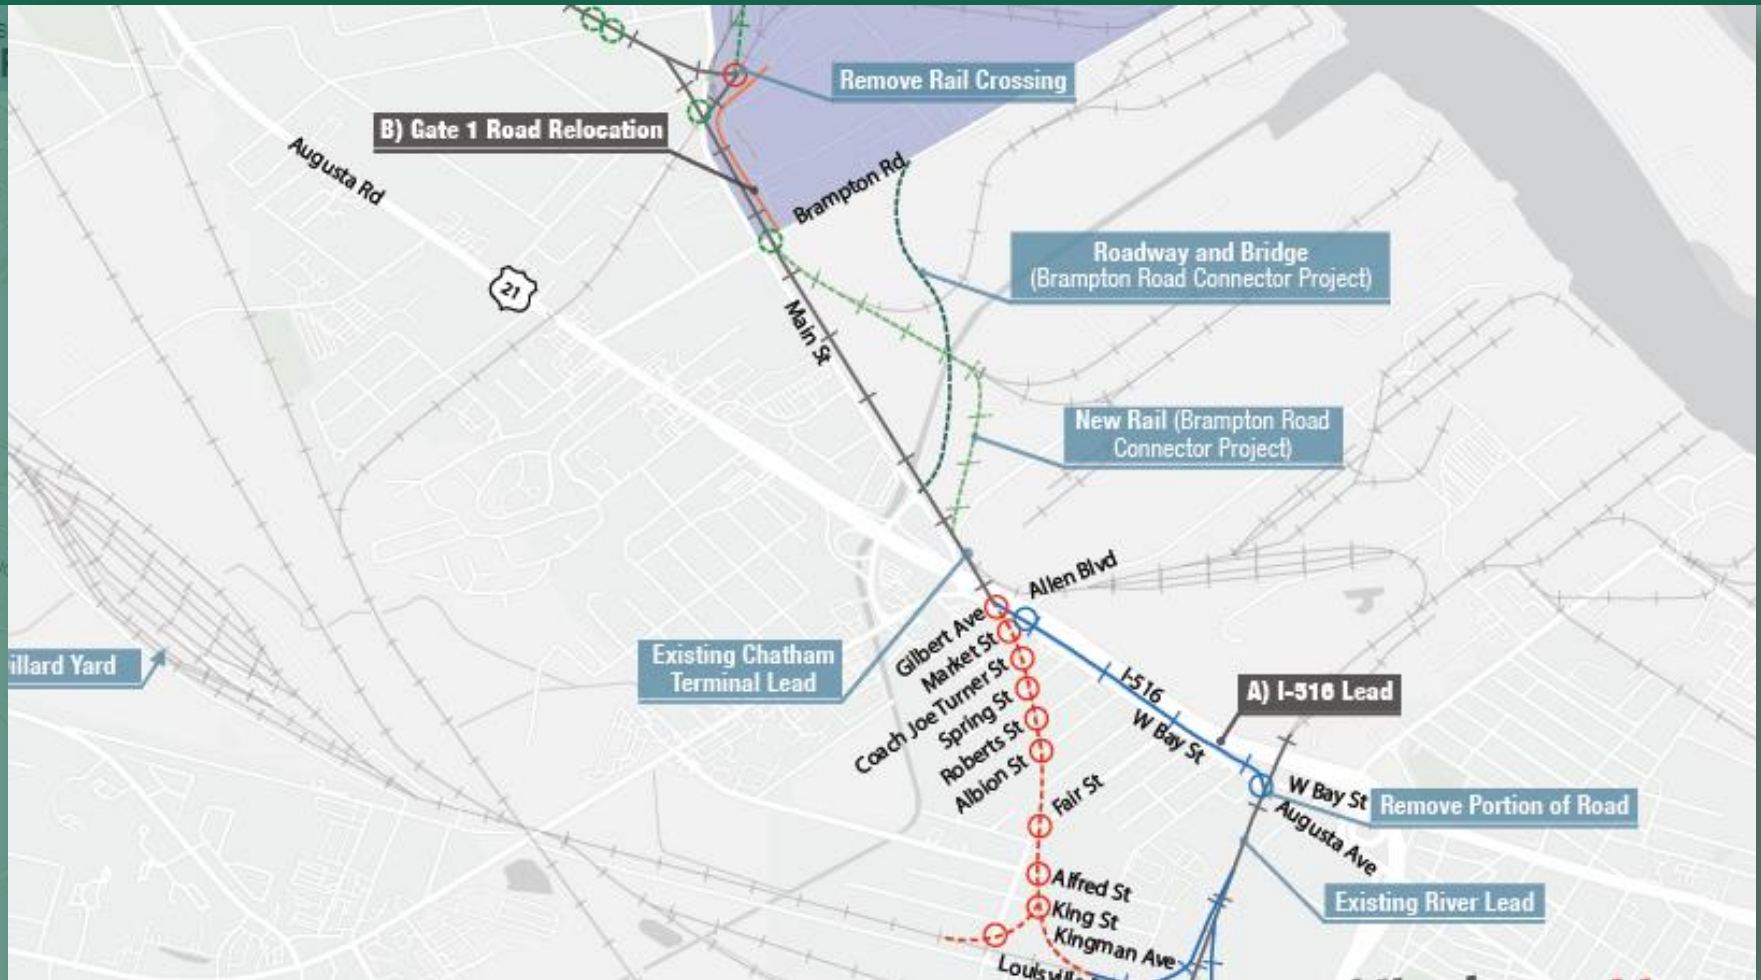 Remove Rail Crossing
B) Gate 1 Road Relocation
Augusta Rd
Brampton Rd
21
Roadway and Bridge
(Brampton Road Connector Project)
Main St
New Rail (Brampton Road
Connector Project)
Allen Blvd
Gilbert Ave
Market St
Coach Joe Turner St
Spring St
Roberts St
Albion St
Existing Chatham
Terminal Lead
illard Yard
I-516
A) I-516 Lead
W Bay St
W Bay St
Remove Portion of Road
Augusta Ave
Fair St
Alfred St
King St
Kingman Ave
Existing River Lead